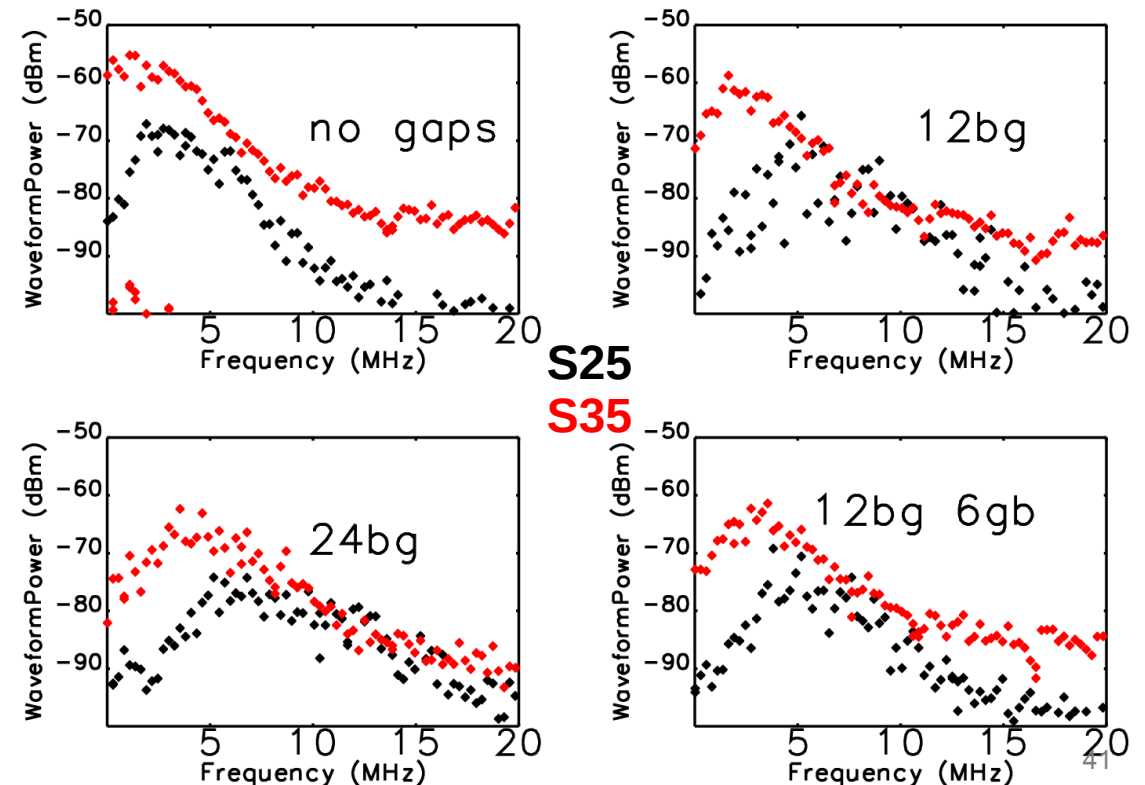 -50
-60
-70
-80
-90
WaveformPower (dBm)
no gaps
5 10 15 20
Frequency (MHz)
-50
-60
-70
-80
-90
WaveformPower (dBm)
12bg
5 10 15 20
Frequency (MHz)
S25
S35
-50
-60
-70
-80
-90
WaveformPower (dBm)
24bg
5 10 15 20
Frequency (MHz)
-50
-60
-70
-80
-90
WaveformPower (dBm)
12bg 6gb
5 10 15 20
Frequency (MHz)
41